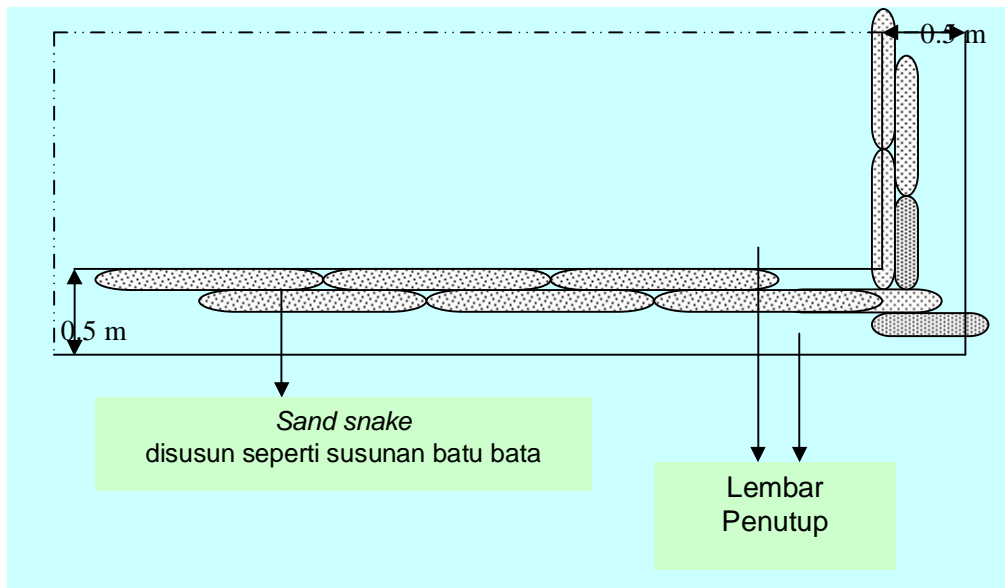 0.5 m
0.5 m
Sand snake
disusun seperti susunan batu bata
Lembar
Penutup